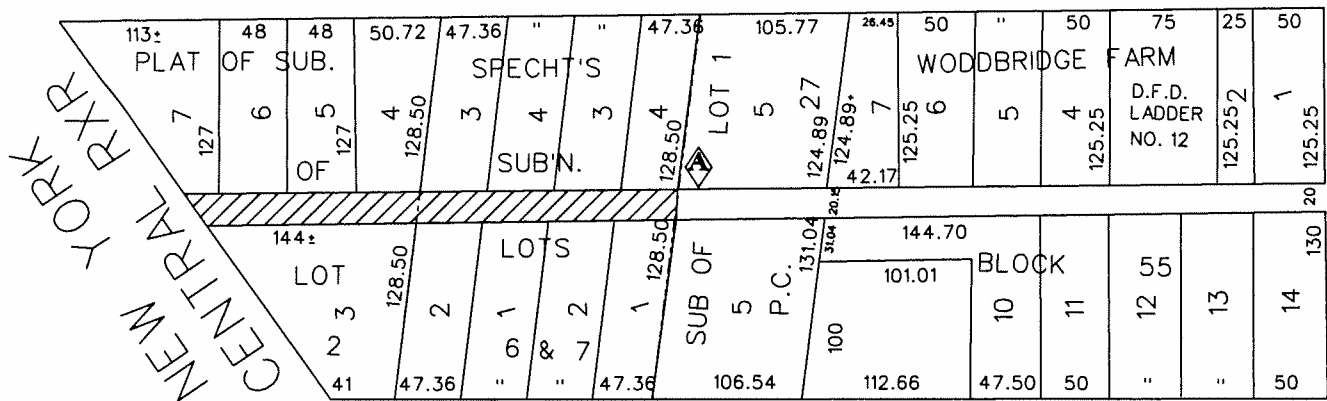 113± 48 48 50.72 47.36 " " 47.36 105.77 26.45 50 " 50 75 25 50
PLAT OF SUB. SPECHT'S LOT 1 WODDBRIDGE FARM
7 127 6 5 127 4 128.50 3 4 3 4 128.50 5 124.89 27 124.89+ 7 125.25 6 5 4 125.25 D.F.D. 125.25 2 1 125.25
LADDER
NO. 12
OF SUB'N. A 42.17
NEW YORK
CENTRAL RXR
20.15 20
144± 128.50 LOTS 128.50 SUB OF 131.04 31.04 144.70 130
LOT 101.01 BLOCK 55
3 2 1 2 1 5 P.C. 10 11 12 13 14
2 6 & 7 100
41 47.36 " " 47.36 106.54 112.66 47.50 50 " " 50